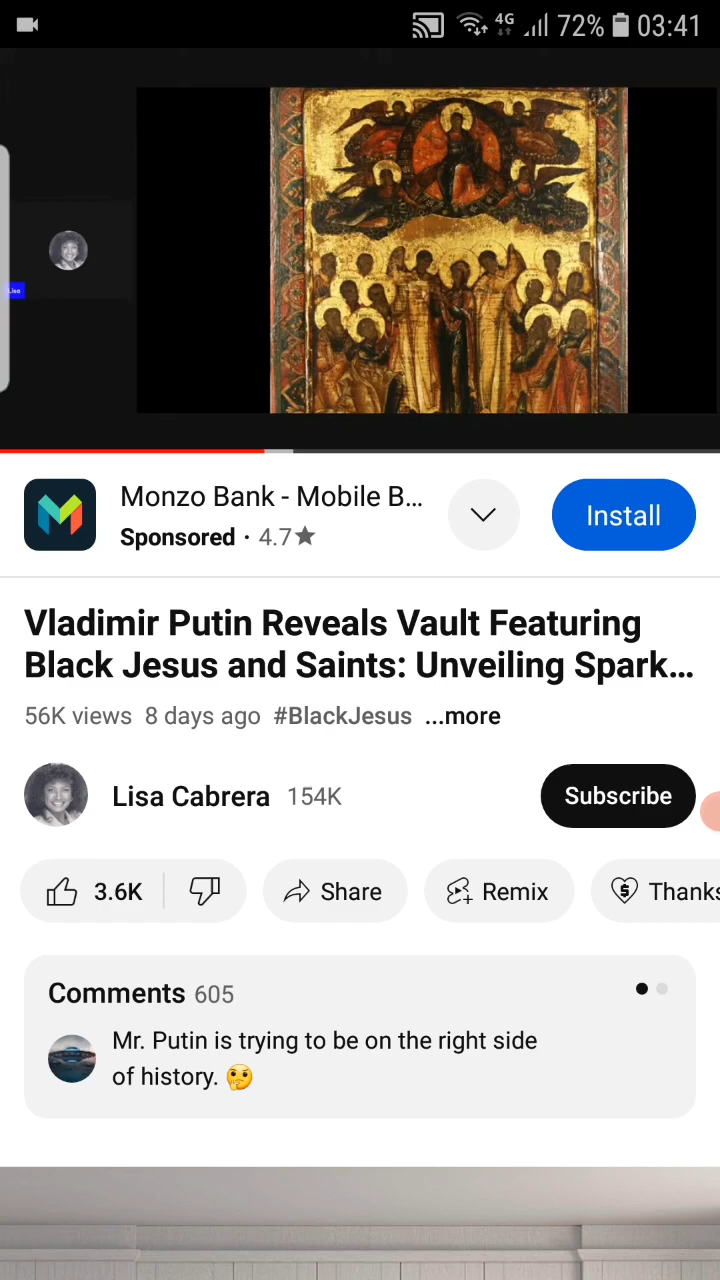 4G 72% 03:41
Lisa
Monzo Bank - Mobile B...
Install
Sponsored · 4.7★
Vladimir Putin Reveals Vault Featuring
Black Jesus and Saints: Unveiling Spark...
56K views 8 days ago #BlackJesus ...more
Lisa Cabrera 154K
Subscribe
3.6K
Share
Remix
Thanks
Comments 605
Mr. Putin is trying to be on the right side
of history. 🤔